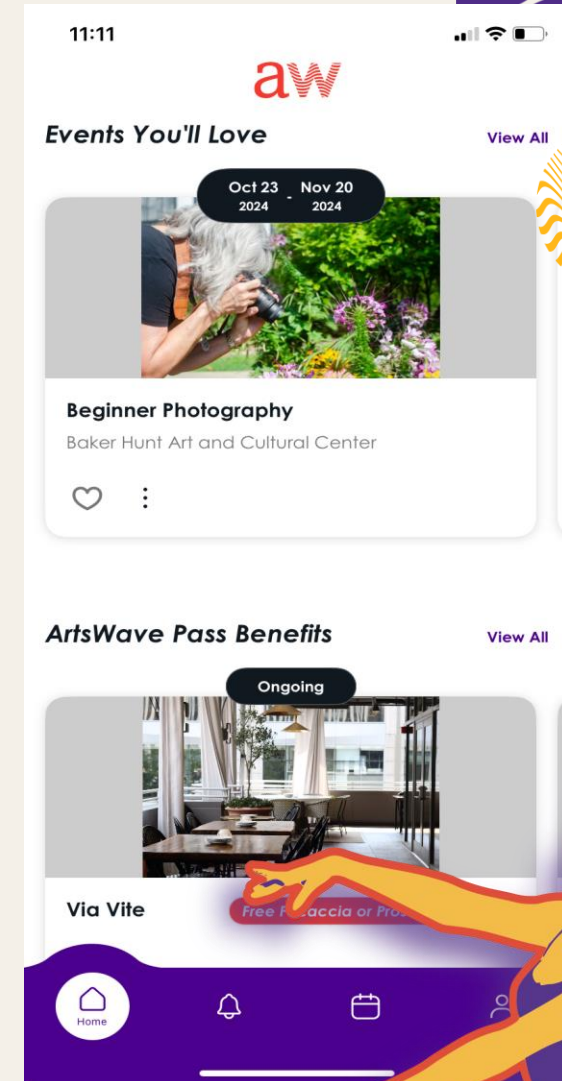 11:11
aw
Events You'll Love View All
Oct 23 - Nov 20
2024 2024
Beginner Photography
Baker Hunt Art and Cultural Center
Home
ArtsWave Pass Benefits View All
Ongoing
Via Vite Free or